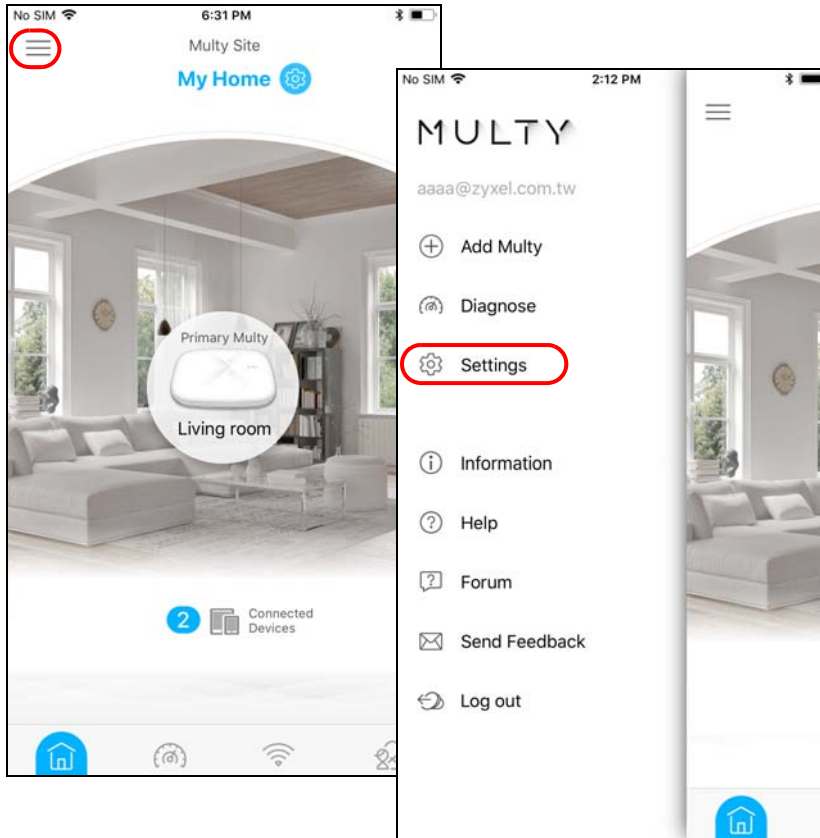 No SIM 6:31 PM
Multy Site
My Home
Primary Multy
Living room
2 Connected
Devices
No SIM 2:12 PM
MULTY
aaaa@zyxel.com.tw
Add Multy
Diagnose
Settings
Information
Help
Forum
Send Feedback
Log out